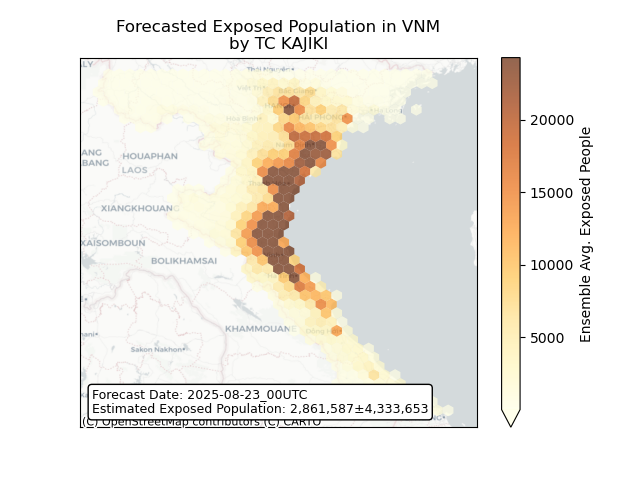 Forecasted Exposed Population in VNM
by TC KAJIKI
HOUAPHAN
LAOS
XIANGKHOUANG
XAISOMBOUN
BOLIKHAMSAI
KHAMMOUANE
Sakon Nakhon
20000
15000
10000
5000
Ensemble Avg. Exposed People
Forecast Date: 2025-08-23_00UTC
Estimated Exposed Population: 2,861,587±4,333,653
(C) OpenStreetMap contributors (C) CARTO